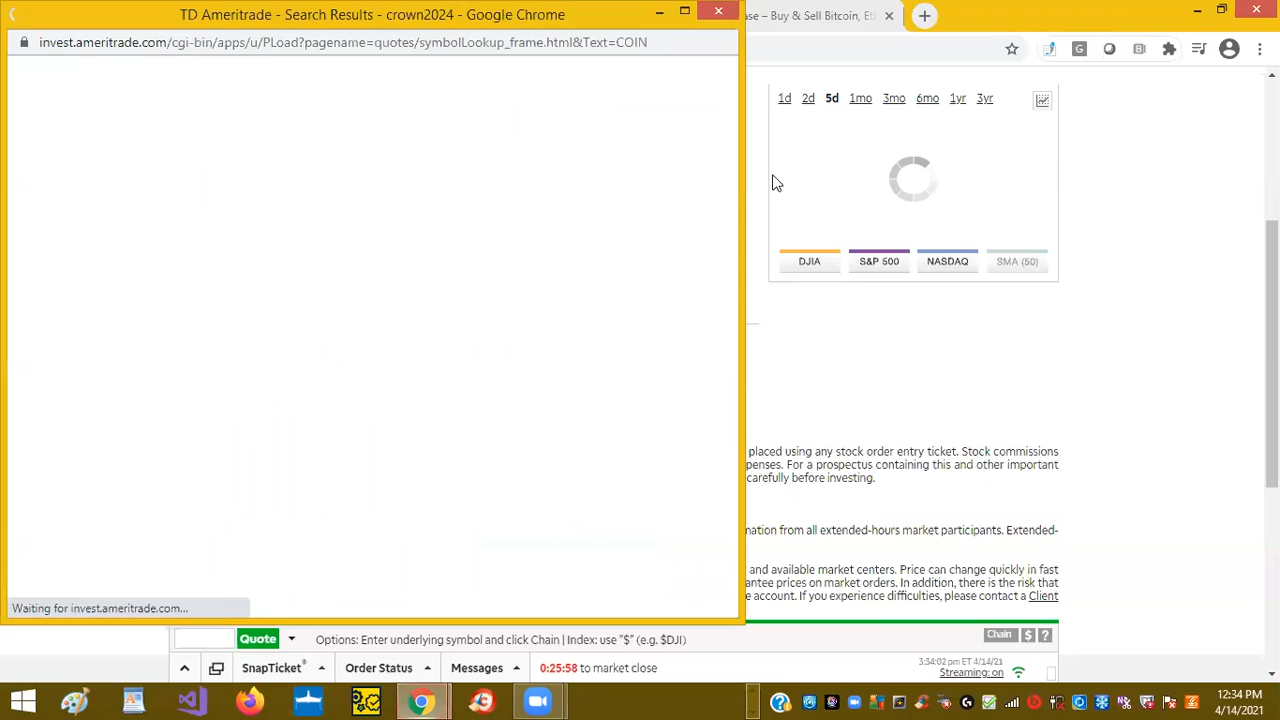 TD Ameritrade - Search Results - crown2024 - Google Chrome
se – Buy & Sell Bitcoin, Et
invest.ameritrade.com/cgi-bin/apps/u/PLoad?pagename=quotes/symbolLookup_frame.html&Text=COIN
1d 2d 5d 1mo 3mo 6mo 1yr 3yr
DJIA S&P 500 NASDAQ SMA (50)
placed using any stock order entry ticket. Stock commissions
penses. For a prospectus containing this and other important
carefully before investing.
mation from all extended-hours market participants. Extended-
and available market centers. Price can change quickly in fast
antee prices on market orders. In addition, there is the risk that
e account. If you experience difficulties, please contact a Client
Waiting for invest.ameritrade.com...
Quote Options: Enter underlying symbol and click Chain | Index: use "$" (e.g. $DJI) Chain $ ?
SnapTicket® Order Status Messages 0:25:58 to market close
3:34:02 pm ET 4/14/21
Streaming: on
12:34 PM
4/14/2021